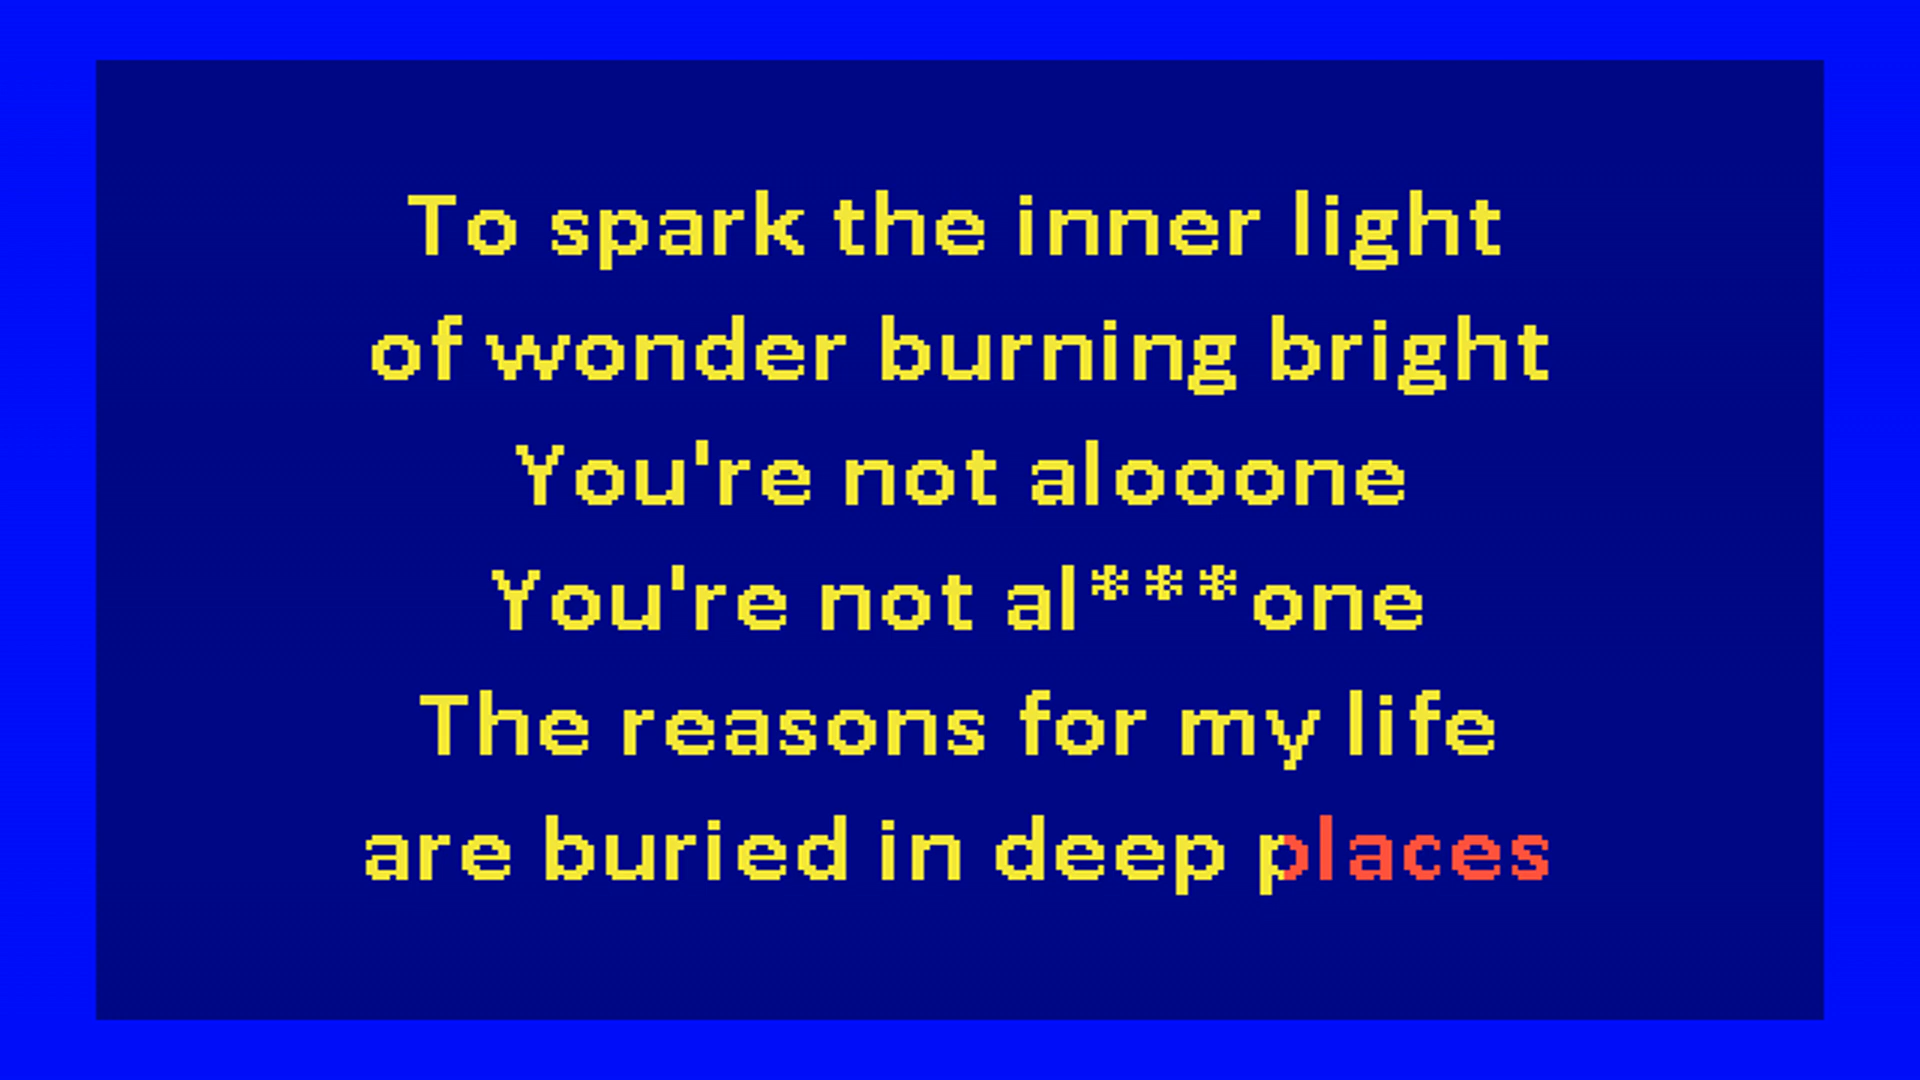 To spark the inner light
of wonder burning bright
You're not alooone
You're not al***one
The reasons for my life
are buried in deep places